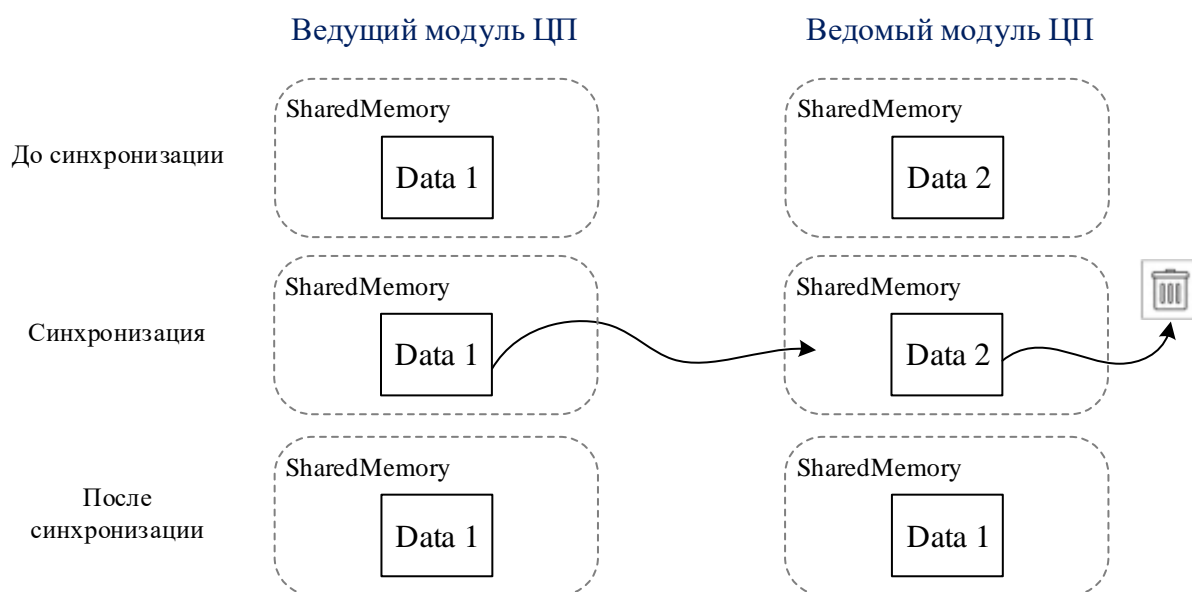 Ведущий модуль ЦП
Ведомый модуль ЦП
До синхронизации
SharedMemory
Data 1
SharedMemory
Data 2
Синхронизация
SharedMemory
Data 1
SharedMemory
Data 2
После
синхронизации
SharedMemory
Data 1
SharedMemory
Data 1